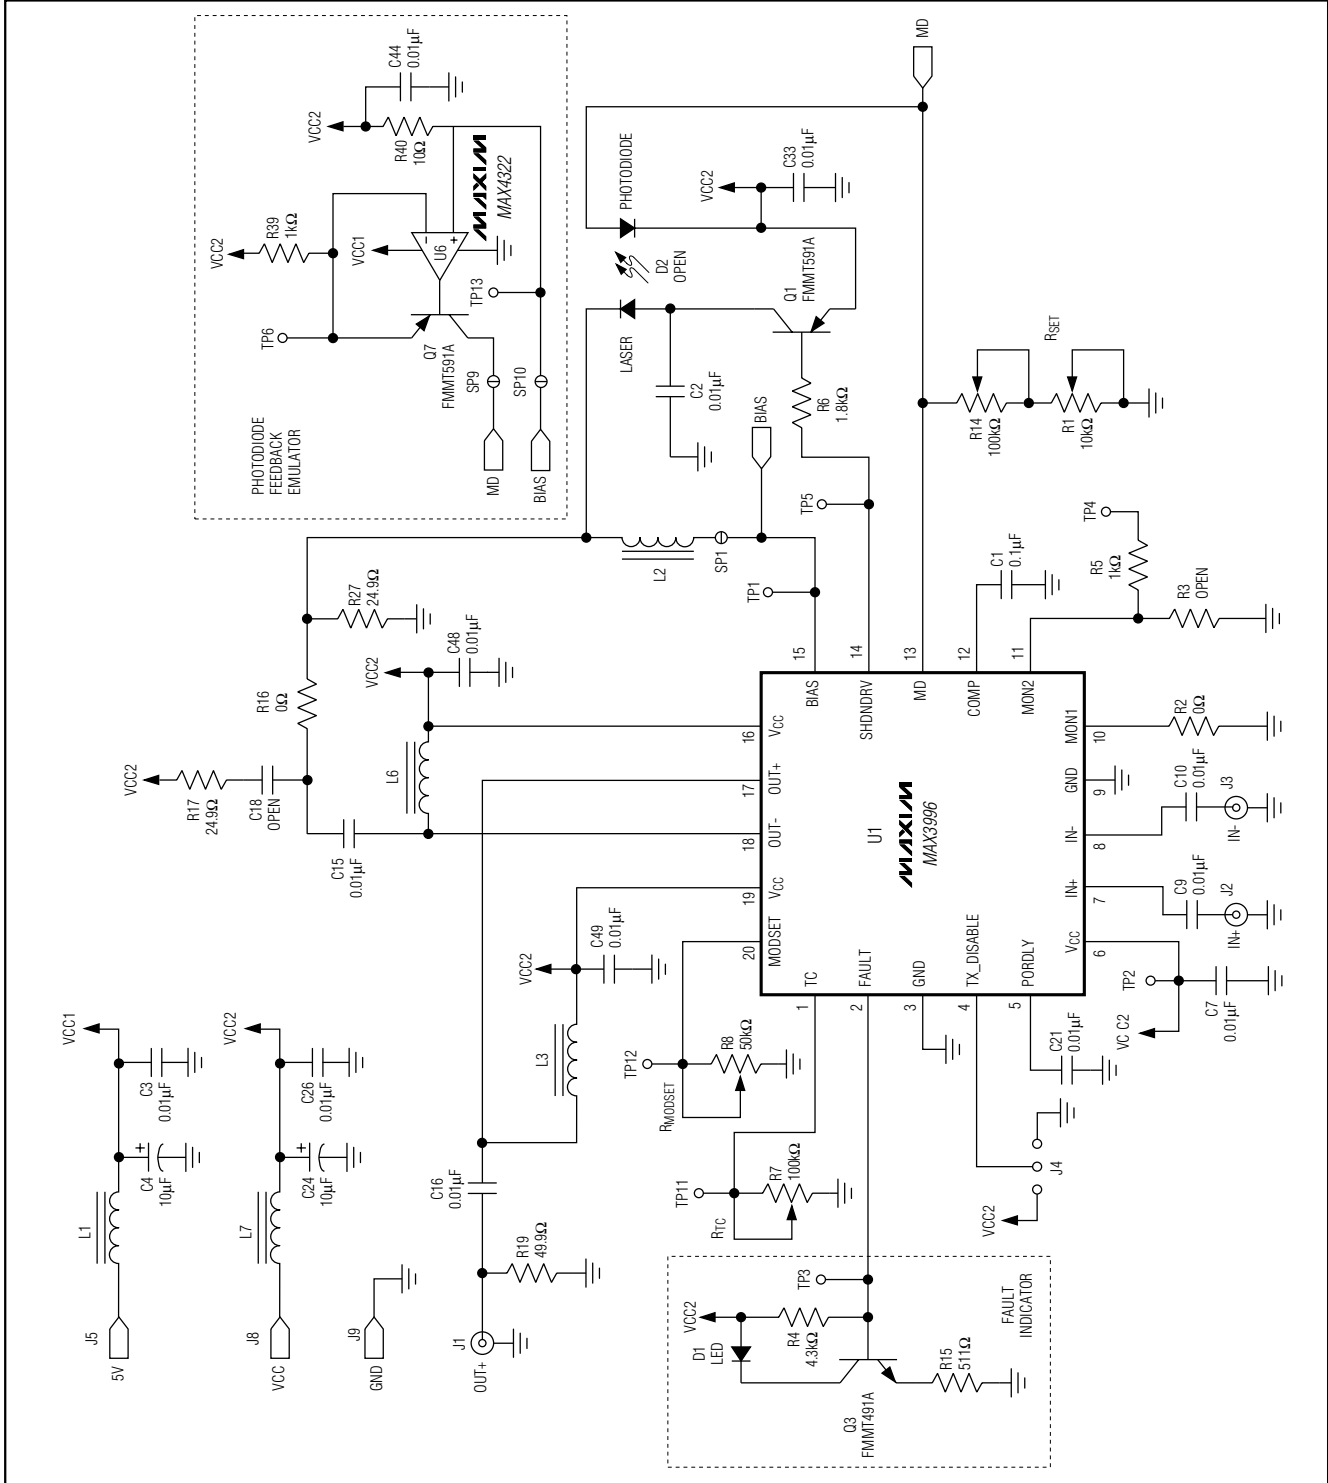 J5
5V
L1
C4
10µF
+
C3
0.01µF
VCC1
J8
VCC
L7
C24
10µF
+
C26
0.01µF
VCC2
J9
GND
J1
OUT+
R19
49.9Ω
C16
0.01µF
L3
VCC2
C49
0.01µF
C15
0.01µF
VCC2
R17
24.9Ω
C18
OPEN
R16
0Ω
R27
24.9Ω
L6
VCC2
C48
0.01µF
PHOTODIODE
FEEDBACK
EMULATOR
TP6
VCC2
R39
1kΩ
VCC1
U6
-
+
MAXIM
MAX4322
VCC2
R40
10Ω
C44
0.01µF
Q7
FMMT591A
TP13
SP9
SP10
MD
BIAS
L2
SP1
BIAS
TP1
TP5
LASER
D2
OPEN
PHOTODIODE
C2
0.01µF
VCC2
C33
0.01µF
Q1
FMMT591A
R6
1.8kΩ
MD
R14
100kΩ
R1
10kΩ
RSET
TP12
RMODSET
R8
50kΩ
TP11
RTC
R7
100kΩ
VCC2
D1
LED
R4
4.3kΩ
TP3
FAULT
INDICATOR
Q3
FMMT491A
R15
511Ω
VCC2
J4
C21
0.01µF
20
MODSET
19
VCC
18
OUT-
17
OUT+
16
VCC
1
TC
2
FAULT
3
GND
4
TX_DISABLE
5
PORDLY
U1
MAXIM
MAX3996
15
BIAS
14
SHDNDRV
13
MD
12
COMP
11
MON2
VCC
6
IN+
7
IN-
8
GND
9
MON1
10
TP2
VC C2
C7
0.01µF
C9
0.01µF
J2
IN+
C10
0.01µF
J3
IN-
R2
0Ω
C1
0.1µF
R5
1kΩ
TP4
R3
OPEN